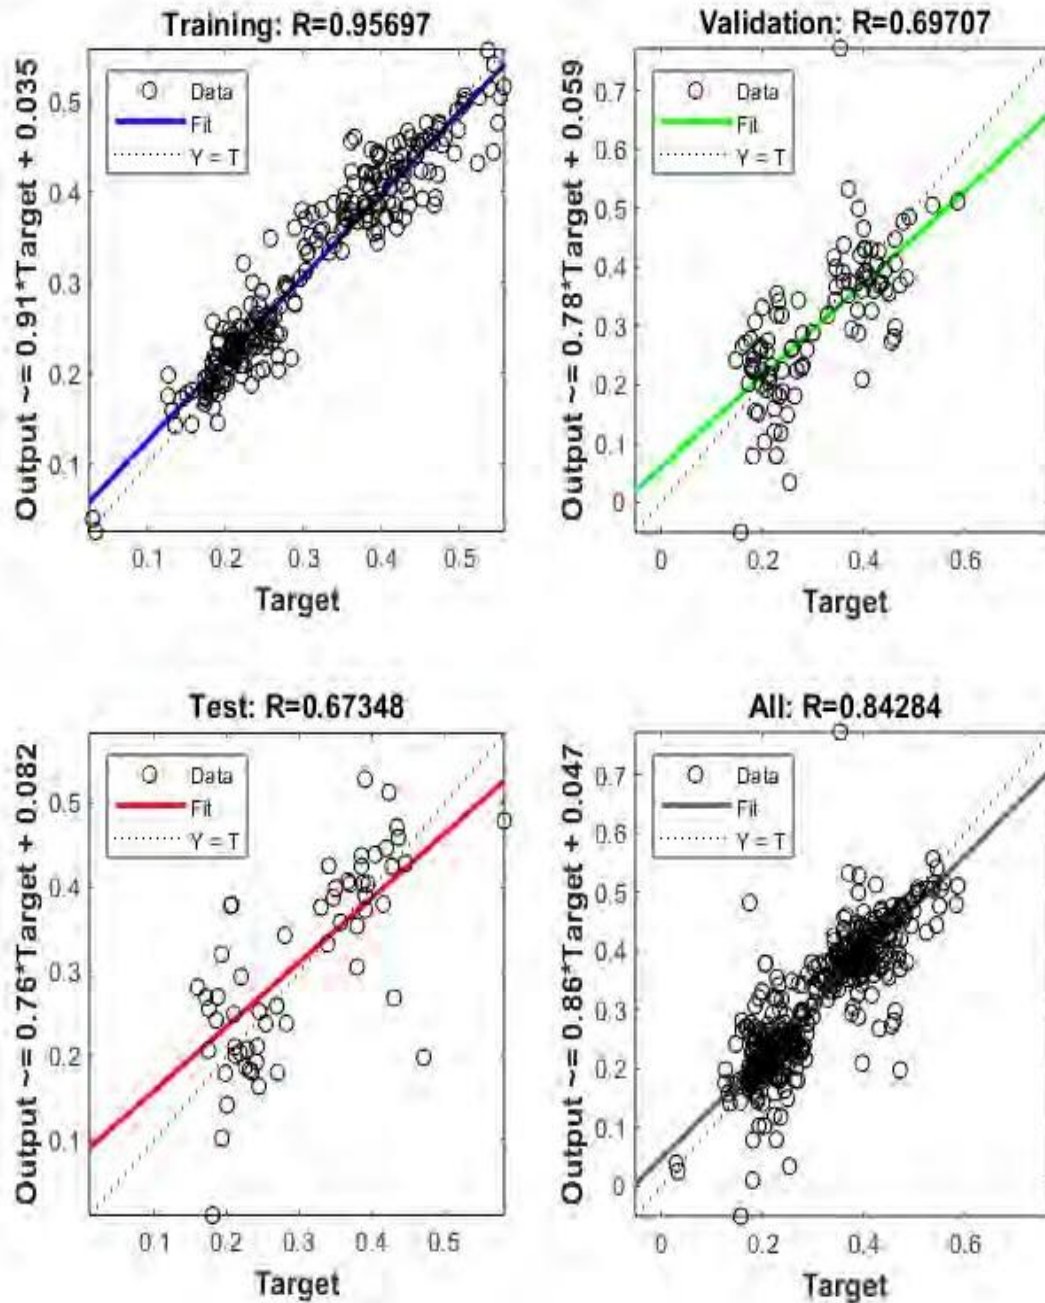 Training: R=0.95697
Output ~= 0.91*Target + 0.035
Data
Fit
Y = T
0.5
0.4
0.3
0.2
0.1
0.1 0.2 0.3 0.4 0.5
Target
Validation: R=0.69707
Output ~= 0.78*Target + 0.059
Data
Fit
Y = T
0.7
0.6
0.5
0.4
0.3
0.2
0.1
0
0 0.2 0.4 0.6
Target
Test: R=0.67348
Output ~= 0.76*Target + 0.082
Data
Fit
Y = T
0.5
0.4
0.3
0.2
0.1
0.1 0.2 0.3 0.4 0.5
Target
All: R=0.84284
Output ~= 0.86*Target + 0.047
Data
Fit
Y = T
0.7
0.6
0.5
0.4
0.3
0.2
0.1
0
0 0.2 0.4 0.6
Target